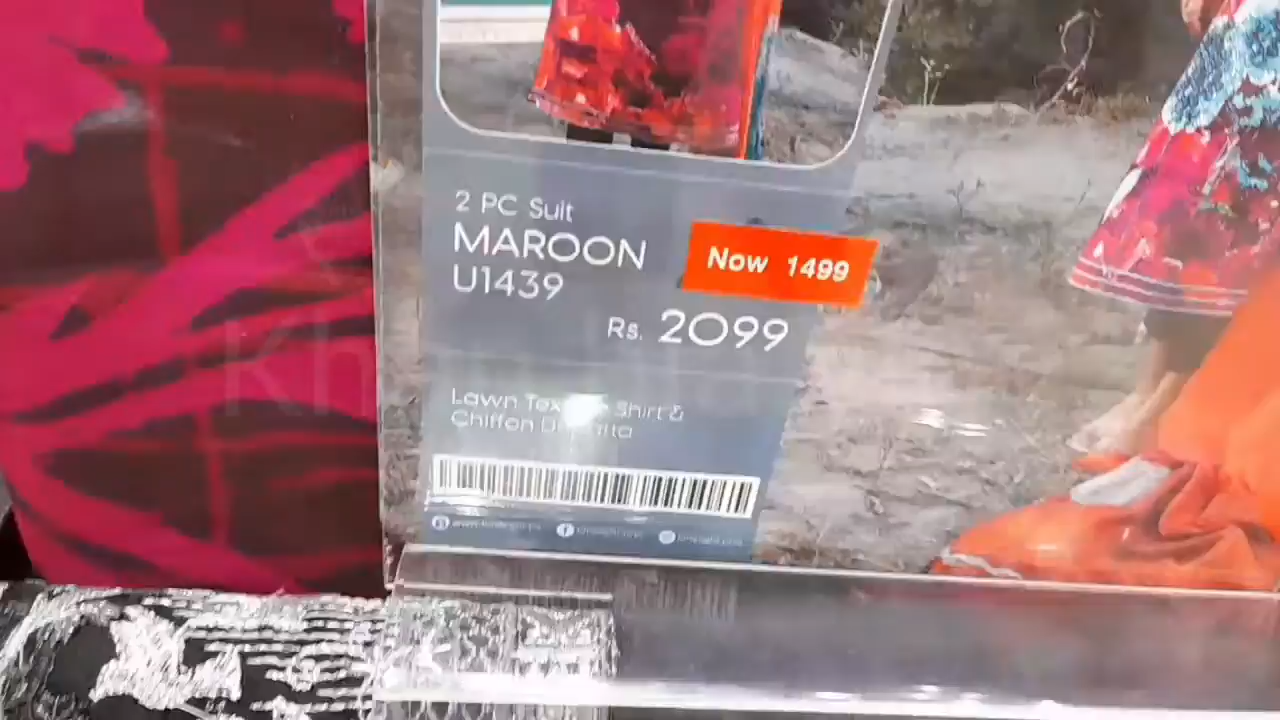 2 PC Suit
MAROON
U1439
Now 1499
Rs. 2099
Lawn Shirt &
Chiffon